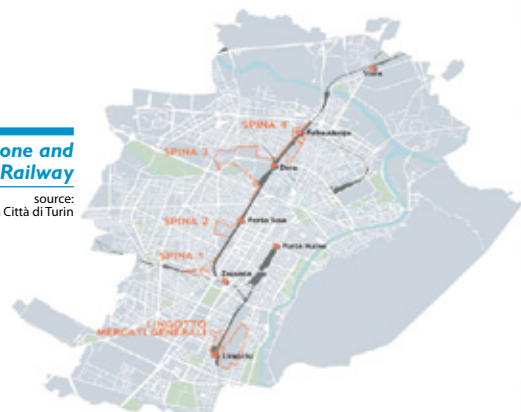 one and
Railway
source:
Città di Turin
Stura
SPINA 4
Rebaudengo
SPINA 3
Dora
SPINA 2
Porta Susa
SPINA 1
Porta Nuova
Zappata
LINGOTTO
MERCATI GENERALI
Lingotto